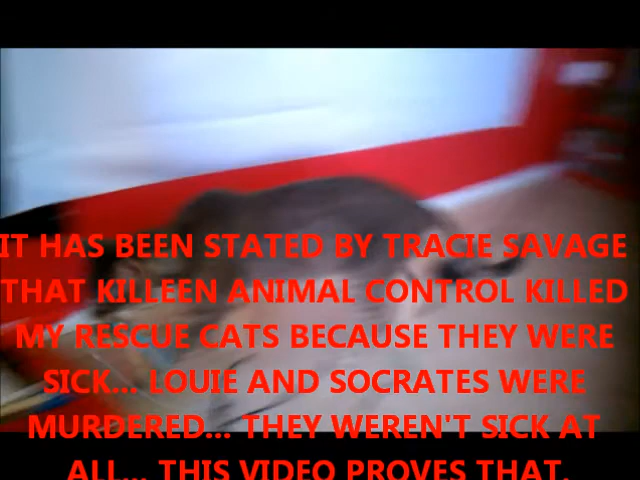 IT HAS BEEN STATED BY TRACIE SAVAGE
THAT KILLEEN ANIMAL CONTROL KILLED
MY RESCUE CATS BECAUSE THEY WERE
SICK... LOUIE AND SOCRATES WERE
MURDERED... THEY WEREN'T SICK AT
ALL... THIS VIDEO PROVES THAT.